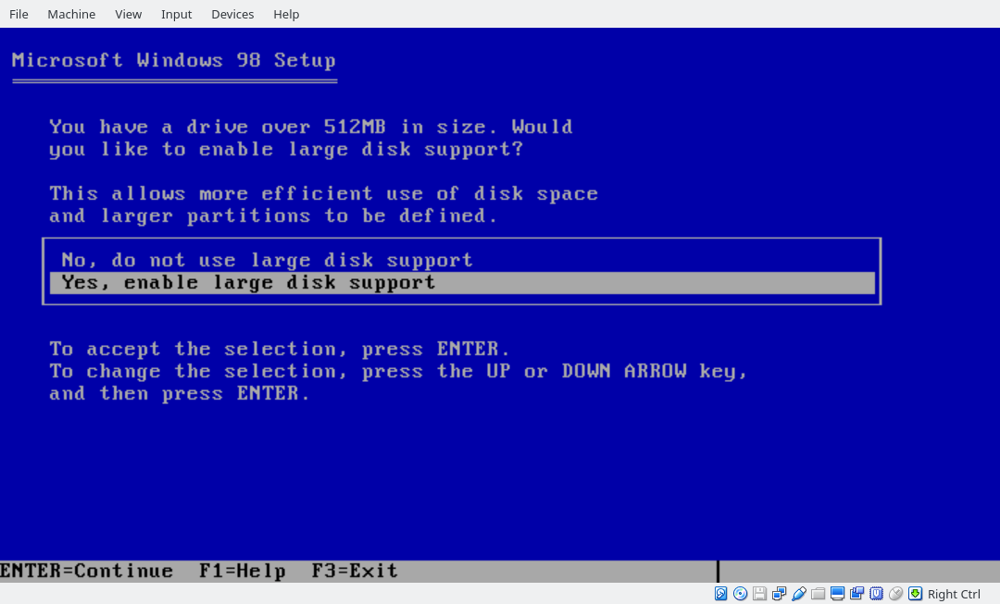 File Machine View Input Devices Help
Microsoft Windows 98 Setup
You have a drive over 512MB in size. Would
you like to enable large disk support?
This allows more efficient use of disk space
and larger partitions to be defined.
No, do not use large disk support
Yes, enable large disk support
To accept the selection, press ENTER.
To change the selection, press the UP or DOWN ARROW key,
and then press ENTER.
ENTER=Continue F1=Help F3=Exit
Right Ctrl